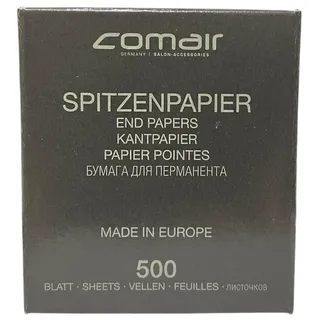 comair
GERMANY | SALON-ACCESSORIES
SPITZENPAPIER
END PAPERS
KANTPAPIER
PAPIER POINTES
БУМАГА ДЛЯ ПЕРМАНЕНТА
MADE IN EUROPE
500
BLATT · SHEETS · VELLEN · FEUILLES · ЛИСТОЧКОВ